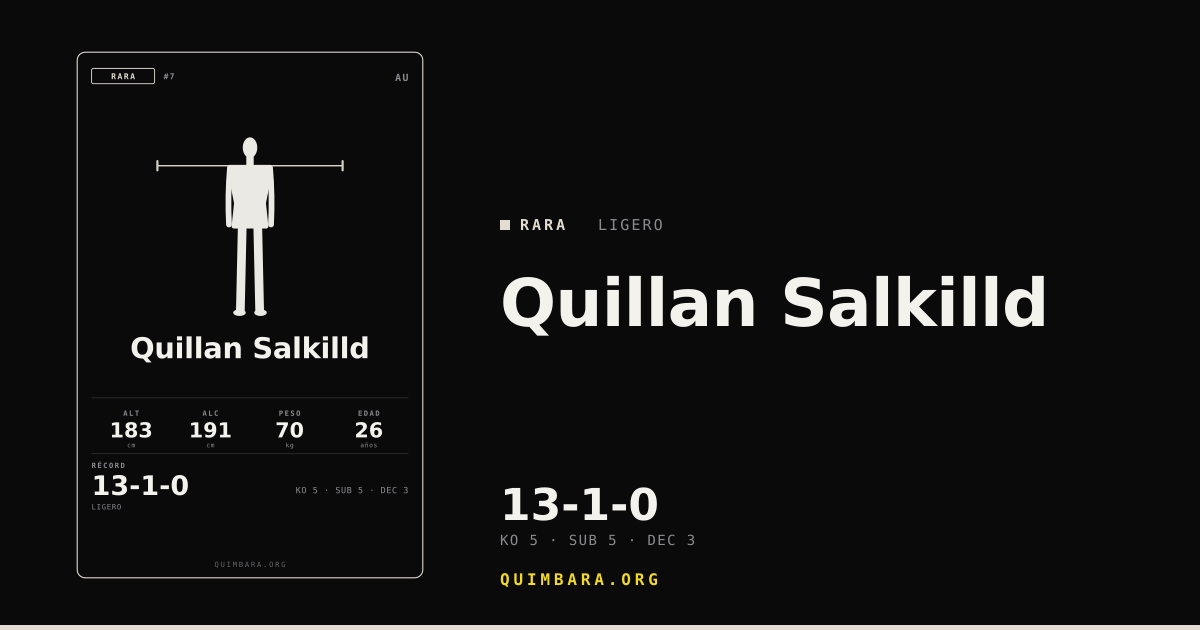 RARA #7 AU
Quillan Salkilld
ALT ALC PESO EDAD
183 191 70 26
cm cm kg años
RÉCORD
13-1-0 KO 5 · SUB 5 · DEC 3
LIGERO
QUIMBARA.ORG
RARA LIGERO
Quillan Salkilld
13-1-0
KO 5 · SUB 5 · DEC 3
QUIMBARA.ORG